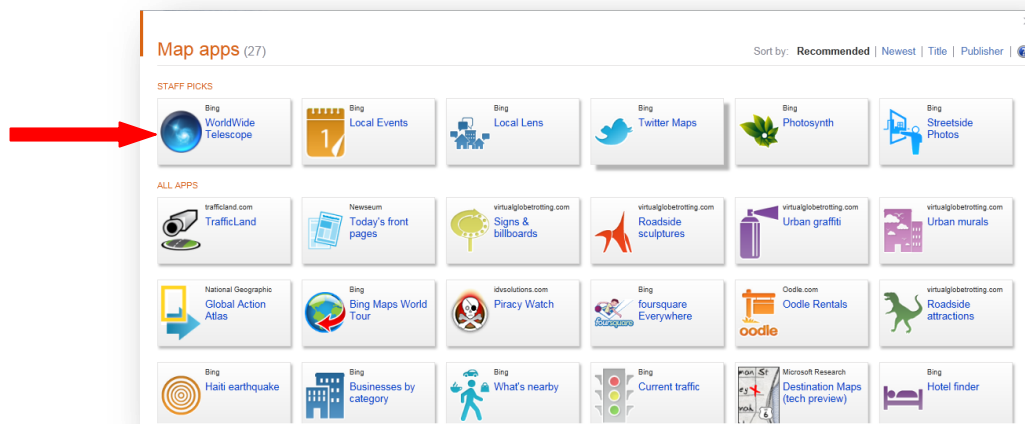 Map apps (27)
Sort by: Recommended | Newest | Title | Publisher |
STAFF PICKS
Bing
WorldWide
Telescope
Bing
Local Events
1
Bing
Local Lens
Bing
Twitter Maps
Bing
Photosynth
Bing
Streetside
Photos
ALL APPS
trafficland.com
TrafficLand
Newseum
Today's front
pages
virtualglobetrotting.com
Signs &
billboards
virtualglobetrotting.com
Roadside
sculptures
virtualglobetrotting.com
Urban graffiti
virtualglobetrotting.com
Urban murals
National Geographic
Global Action
Atlas
Bing
Bing Maps World
Tour
idvsolutions.com
Piracy Watch
foursquare
Bing
foursquare
Everywhere
oodle
Oodle.com
Oodle Rentals
virtualglobetrotting.com
Roadside
attractions
Bing
Haiti earthquake
Bing
Businesses by
category
Bing
What's nearby
Bing
Current traffic
Microsoft Research
Destination Maps
(tech preview)
Bing
Hotel finder